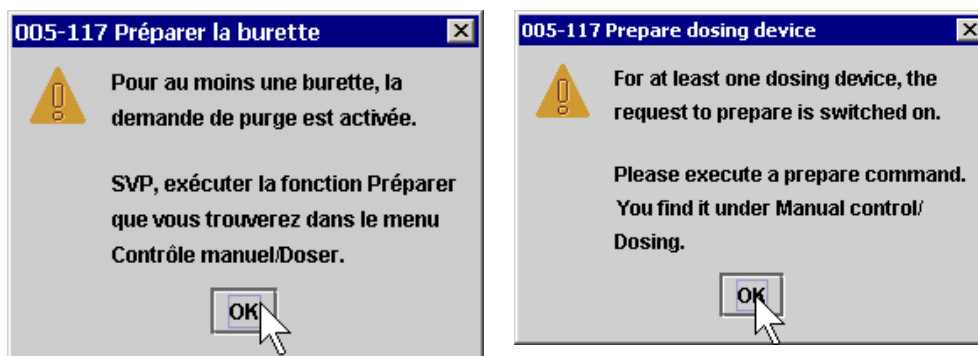 005-117 Préparer la burette
Pour au moins une burette, la
demande de purge est activée.
SVP, exécuter la fonction Préparer
que vous trouverez dans le menu
Contrôle manuel/Doser.
OK
005-117 Prepare dosing device
For at least one dosing device, the
request to prepare is switched on.
Please execute a prepare command.
You find it under Manual control/
Dosing.
OK